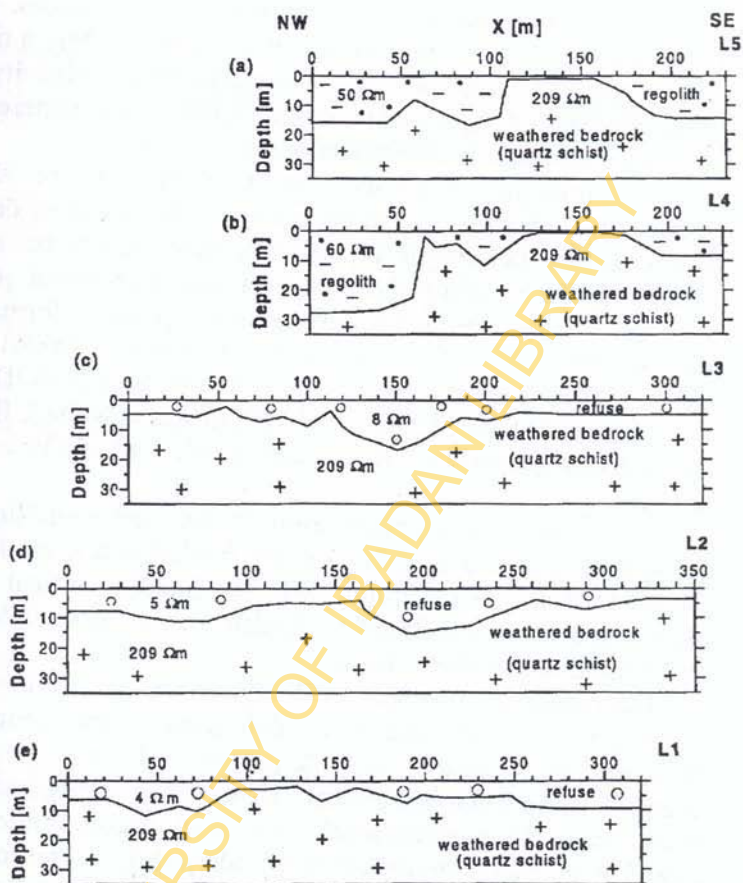 NW X [m] SE
L5
(a)
0 50 100 150 200
Depth [m]
0
10
20
30
50 Ωm
209 Ωm
regolith
weathered bedrock
(quartz schist)
(b)
L4
0 50 100 150 200
Depth [m]
0
10
20
30
60 Ωm
regolith
209 Ωm
weathered bedrock
(quartz schist)
(c)
L3
0 50 100 150 200 250 300
Depth [m]
0
10
20
30
8 Ωm
refuse
weathered bedrock
(quartz schist)
209 Ωm
(d)
L2
0 50 100 150 200 250 300 350
Depth [m]
0
10
20
30
5 Ωm
refuse
weathered bedrock
209 Ωm
(quartz schist)
(e)
L1
0 50 100 150 200 250 300
Depth [m]
0
10
20
30
4 Ωm
refuse
209 Ωm
weathered bedrock
(quartz schist)
ERSITY OF IBADAN LIBRARY